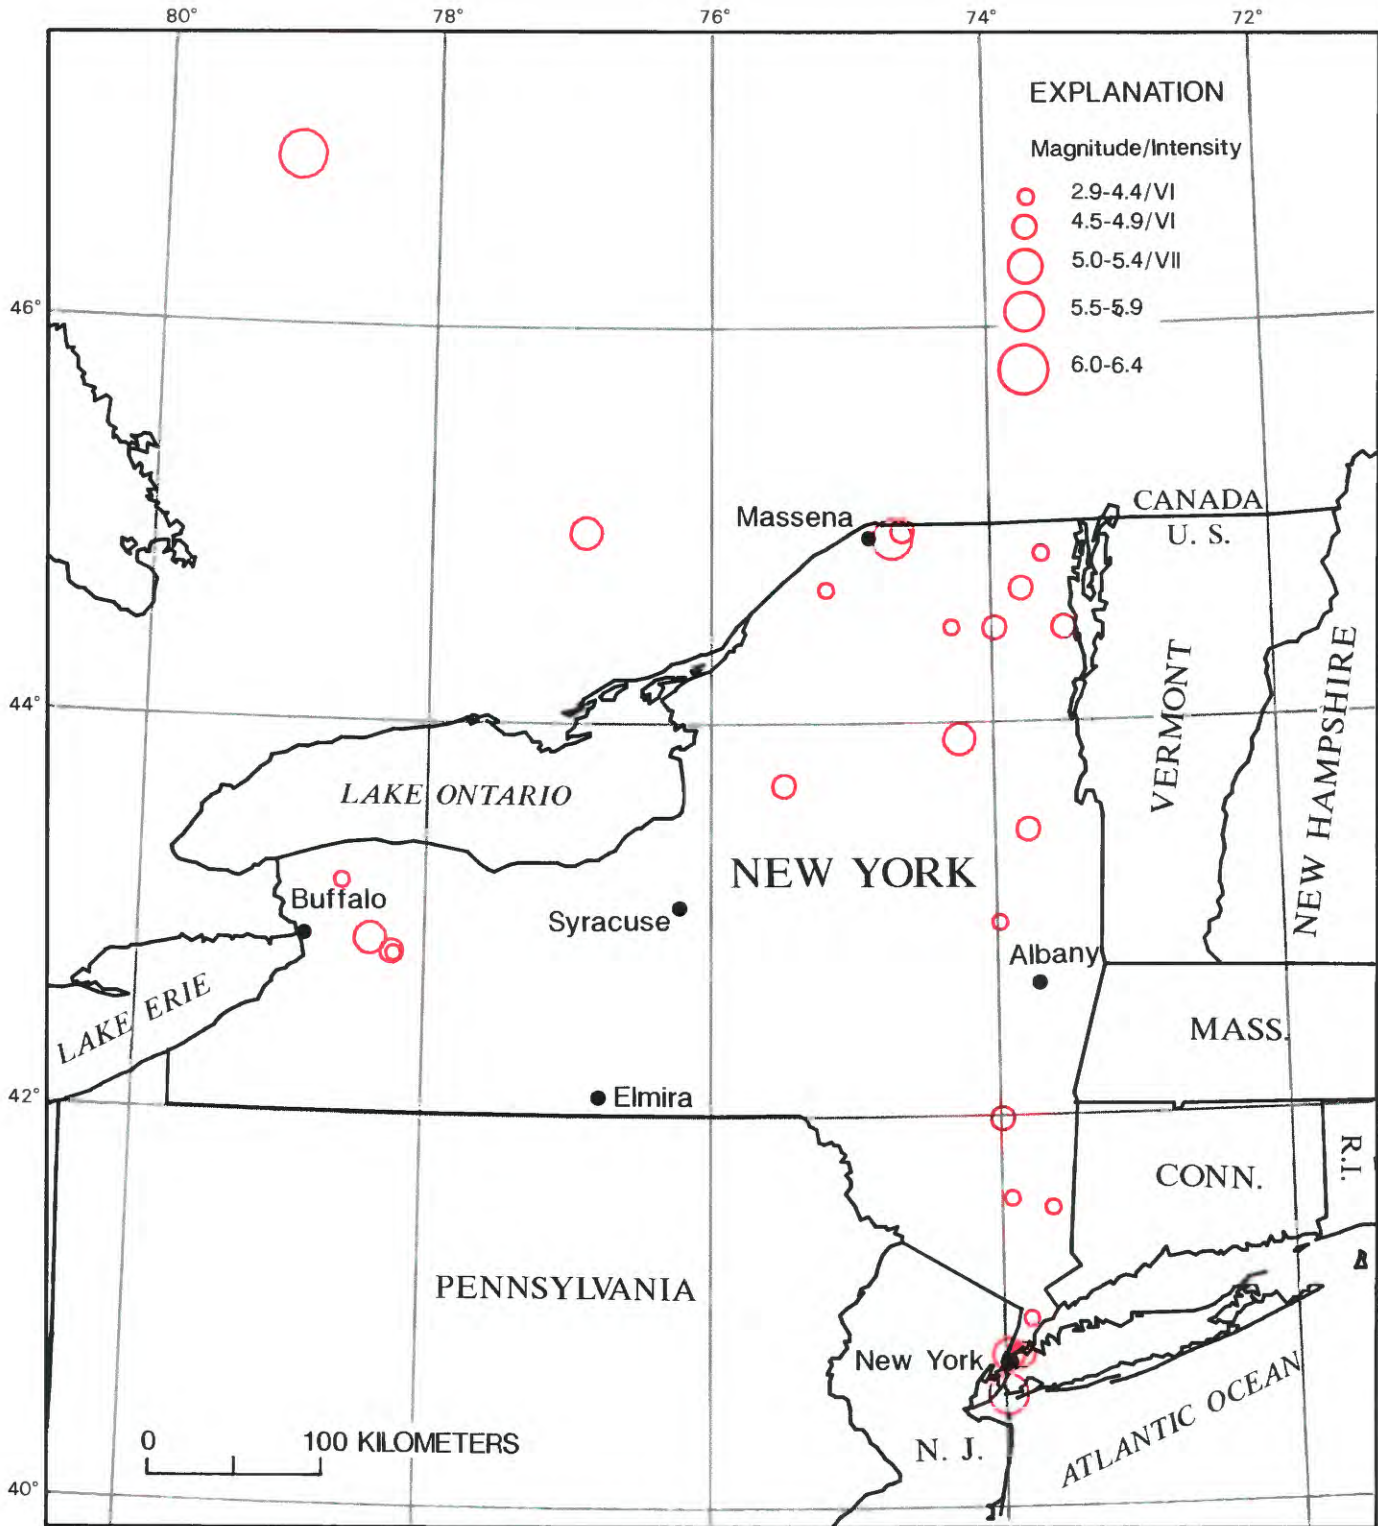 80° 78° 76° 74° 72°
EXPLANATION
Magnitude/Intensity
2.9-4.4/VI
4.5-4.9/VI
5.0-5.4/VII
5.5-5.9
6.0-6.4
46°
Massena
CANADA
U. S.
44°
VERMONT
NEW HAMPSHIRE
LAKE ONTARIO
NEW YORK
Buffalo
Syracuse
Albany
LAKE ERIE
MASS.
42°
Elmira
CONN.
R.I.
PENNSYLVANIA
New York
ATLANTIC OCEAN
N. J.
0 100 KILOMETERS
40°